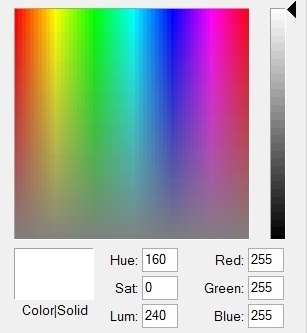 Hue: 160 Red: 255
Sat: 0 Green: 255
Color|Solid
Lum: 240 Blue: 255